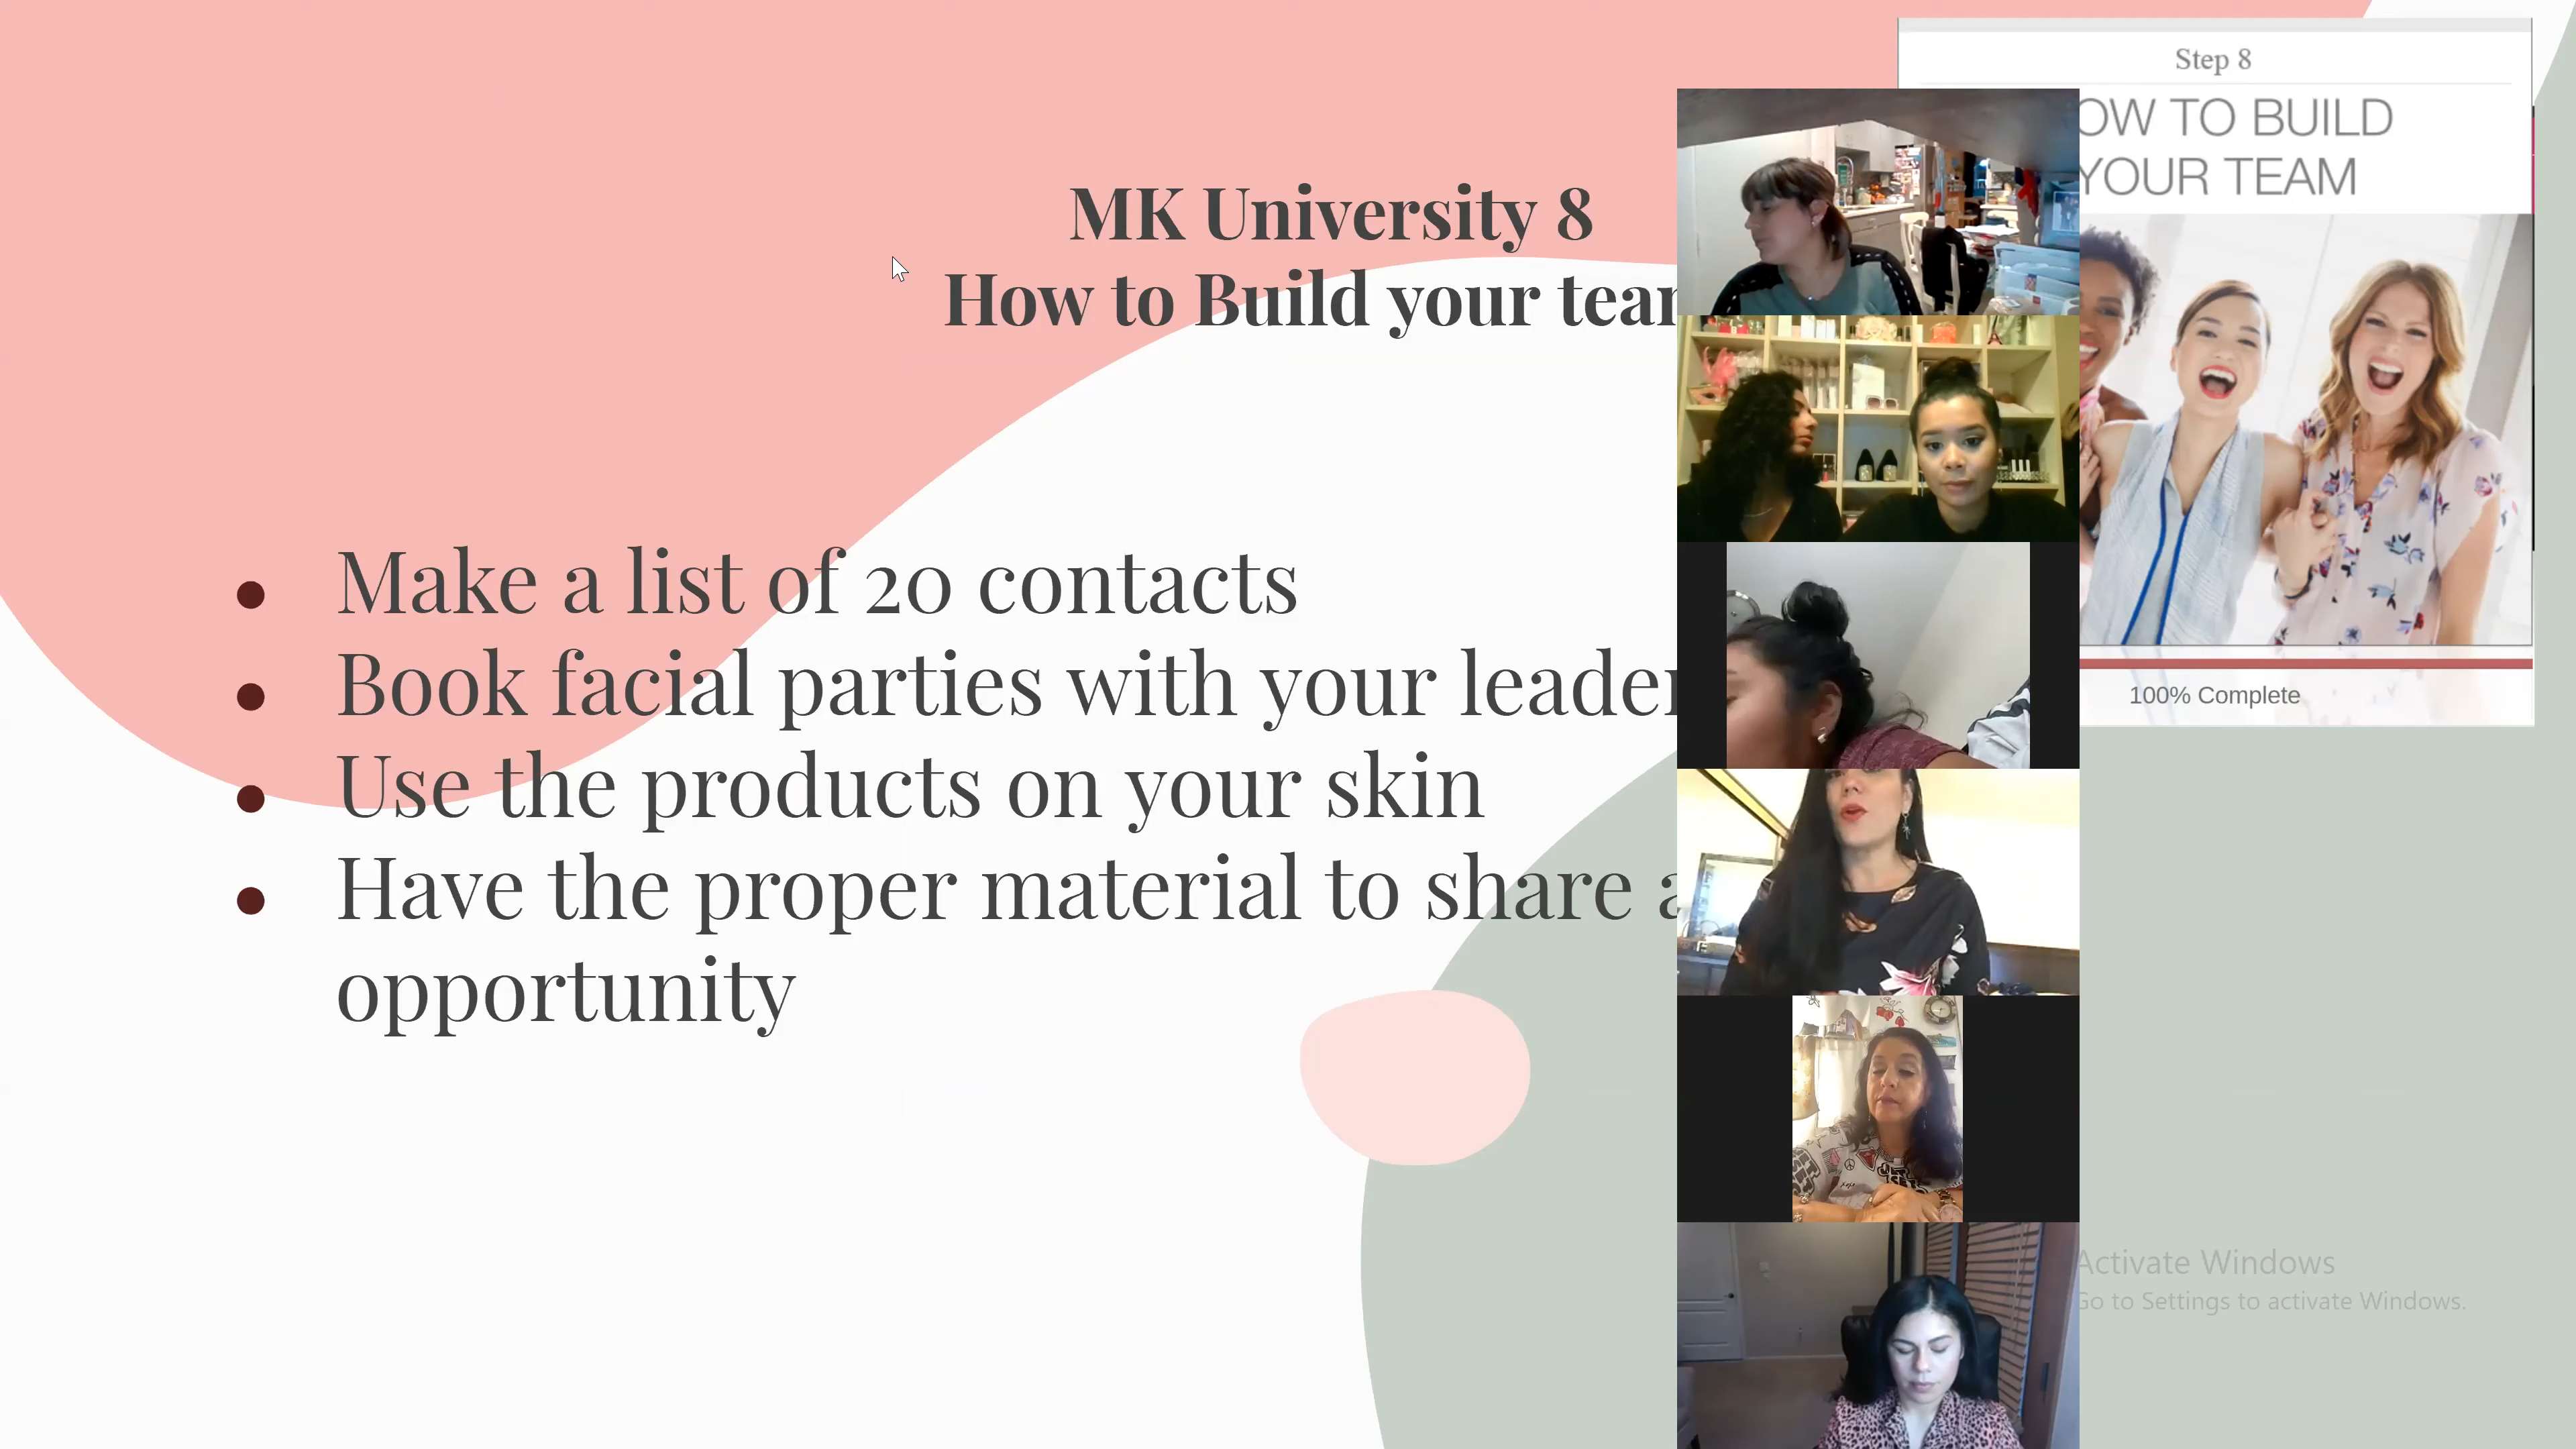 MK University 8
How to Build your
Make a list of 20 contacts
Book facial parties with your leader
Use the products on your skin
Have the proper material to share
opportunity
Step 8
TO BUILD
YOUR TEAM
100% Complete
Activate Windows
Go to Settings to activate Windows.